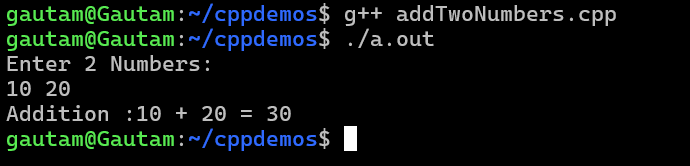 gautam@Gautam:~/cppdemos$ g++ addTwoNumbers.cpp
gautam@Gautam:~/cppdemos$ ./a.out
Enter 2 Numbers:
10 20
Addition :10 + 20 = 30
gautam@Gautam:~/cppdemos$